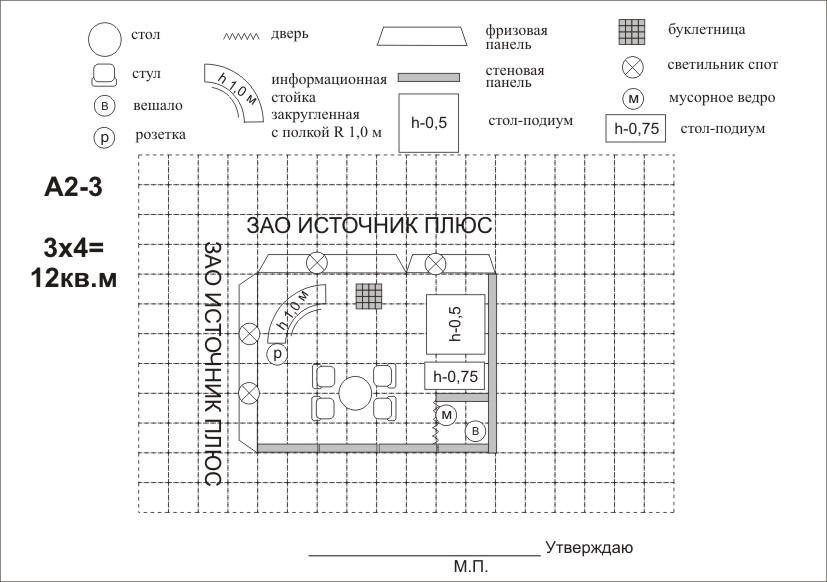 стол
дверь
фризовая
панель
буклетница
стул
информационная
стойка
закругленная
с полкой R 1,0 м
h 1,0 м
стеновая
панель
светильник спот
в
вешало
h-0,5
стол-подиум
м
мусорное ведро
р
розетка
h-0,75
стол-подиум
А2-3
3х4=
12кв.м
ЗАО ИСТОЧНИК ПЛЮС
ЗАО ИСТОЧНИК ПЛЮС
h 1,0 м
р
h-0,5
h-0,75
м
в
Утверждаю
М.П.